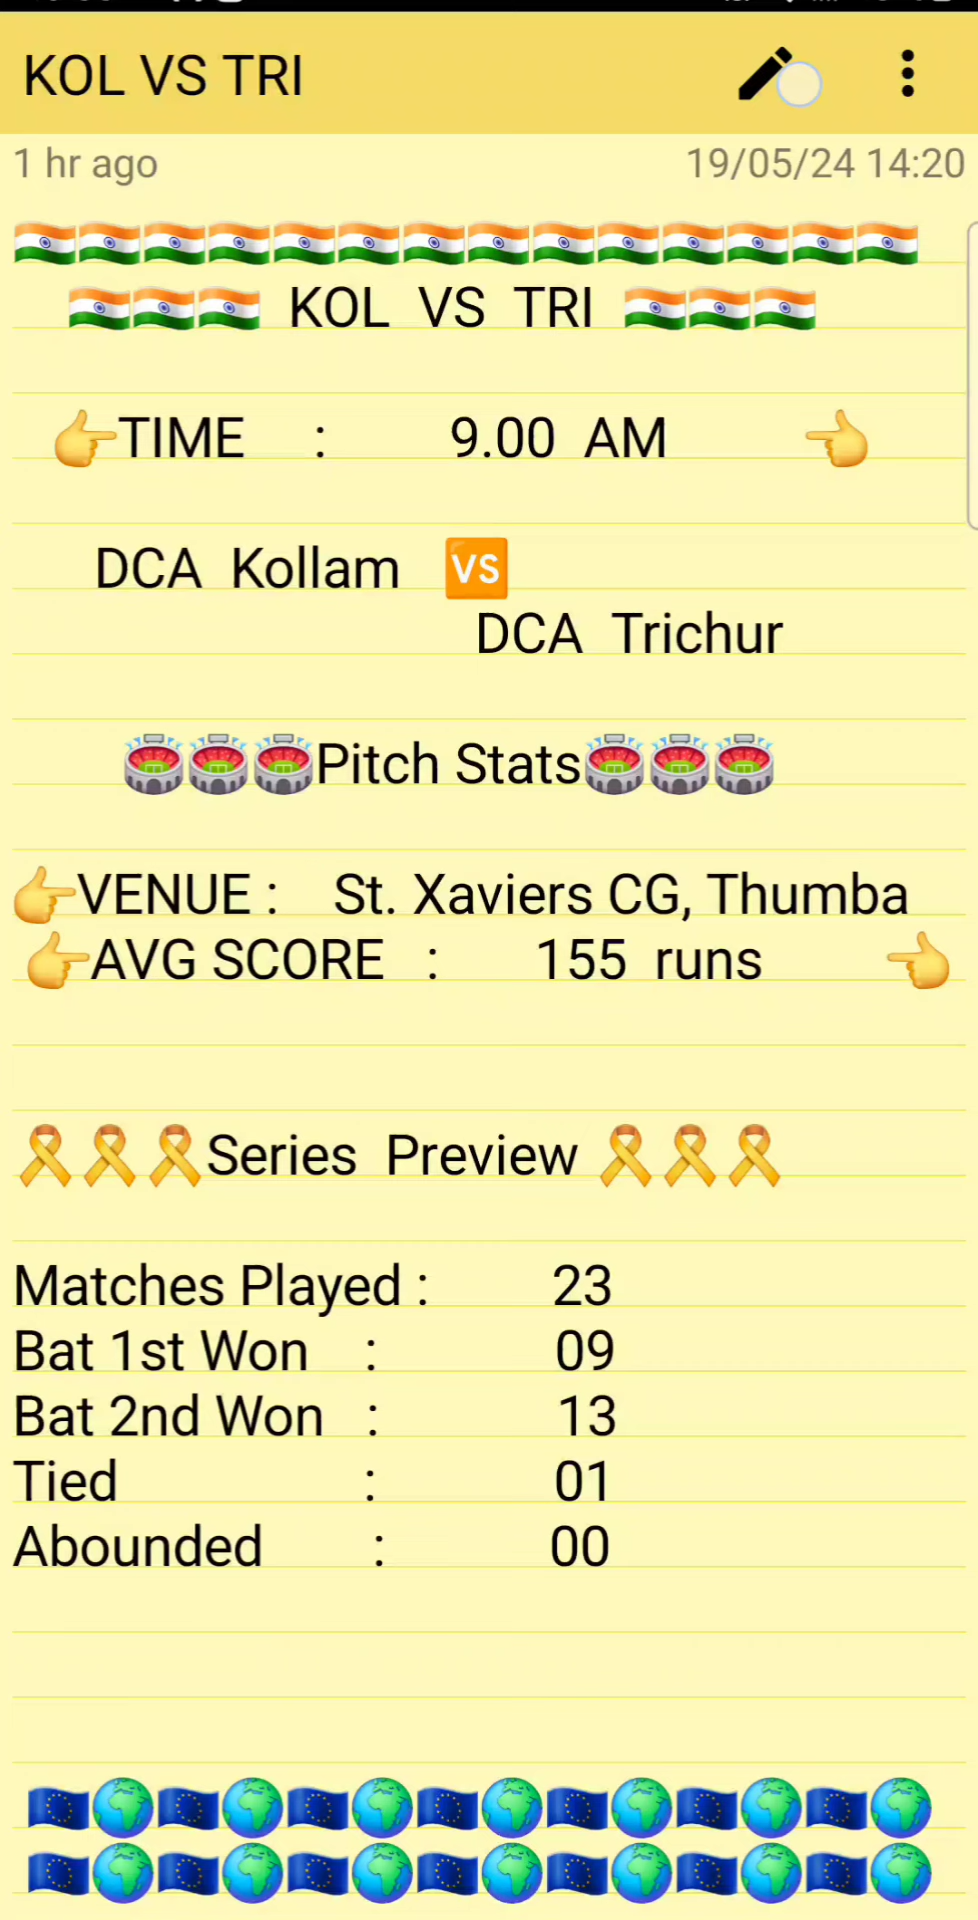 KOL VS TRI
1 hr ago 19/05/24 14:20
🇮🇳🇮🇳🇮🇳🇮🇳🇮🇳🇮🇳🇮🇳🇮🇳🇮🇳🇮🇳🇮🇳🇮🇳🇮🇳🇮🇳
🇮🇳🇮🇳🇮🇳 KOL VS TRI 🇮🇳🇮🇳🇮🇳
👉TIME : 9.00 AM 👈
DCA Kollam 🆚
DCA Trichur
🏟🏟🏟Pitch Stats🏟🏟🏟
👉VENUE : St. Xaviers CG, Thumba
👉AVG SCORE : 155 runs 👈
🎗🎗🎗Series Preview 🎗🎗🎗
Matches Played : 23
Bat 1st Won : 09
Bat 2nd Won : 13
Tied : 01
Abounded : 00
🇪🇺🌍🇪🇺🌍🇪🇺🌍🇪🇺🌍🇪🇺🌍🇪🇺🌍🇪🇺🌍
🇪🇺🌍🇪🇺🌍🇪🇺🌍🇪🇺🌍🇪🇺🌍🇪🇺🌍🇪🇺🌍